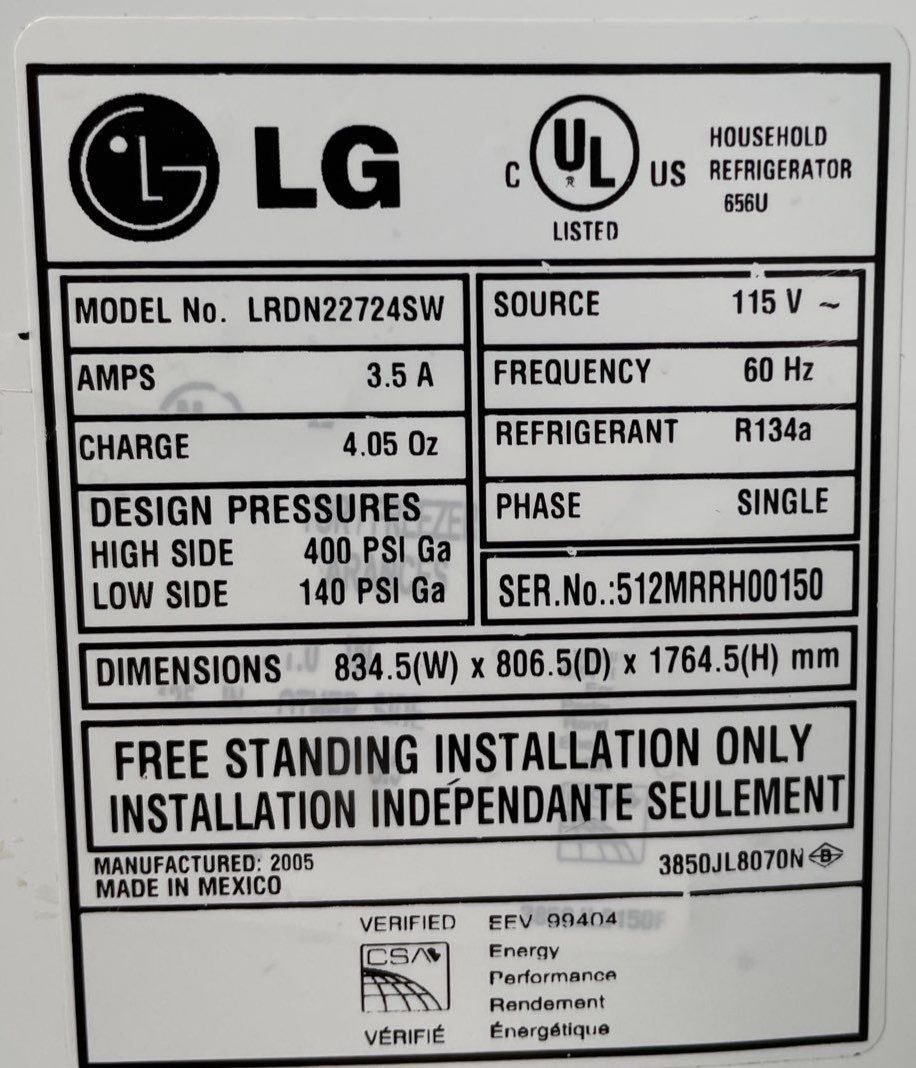 LG
C UL US
R
LISTED
HOUSEHOLD
REFRIGERATOR
656U
MODEL No. LRDN22724SW
AMPS 3.5 A
CHARGE 4.05 Oz
DESIGN PRESSURES
HIGH SIDE 400 PSI Ga
LOW SIDE 140 PSI Ga
SOURCE 115 V ~
FREQUENCY 60 Hz
REFRIGERANT R134a
PHASE SINGLE
SER.No.:512MRRH00150
DIMENSIONS 834.5(W) x 806.5(D) x 1764.5(H) mm
FREE STANDING INSTALLATION ONLY
INSTALLATION INDÉPENDANTE SEULEMENT
MANUFACTURED: 2005
MADE IN MEXICO
3850JL8070N B
VERIFIED
CSA
VÉRIFIÉ
EEV 99404
Energy
Performance
Rendement
Énergétique